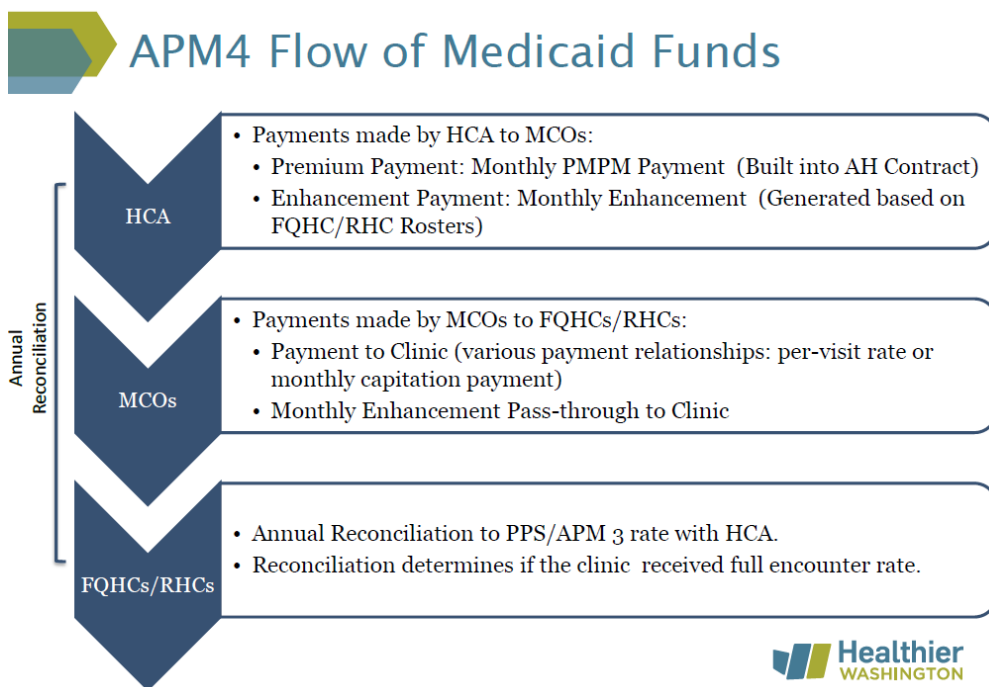 APM4 Flow of Medicaid Funds
Annual
Reconciliation
HCA
• Payments made by HCA to MCOs:
• Premium Payment: Monthly PMPM Payment (Built into AH Contract)
• Enhancement Payment: Monthly Enhancement (Generated based on
FQHC/RHC Rosters)
MCOs
• Payments made by MCOs to FQHCs/RHCs:
• Payment to Clinic (various payment relationships: per-visit rate or
monthly capitation payment)
• Monthly Enhancement Pass-through to Clinic
FQHCs/RHCs
• Annual Reconciliation to PPS/APM 3 rate with HCA.
• Reconciliation determines if the clinic received full encounter rate.
Healthier
WASHINGTON